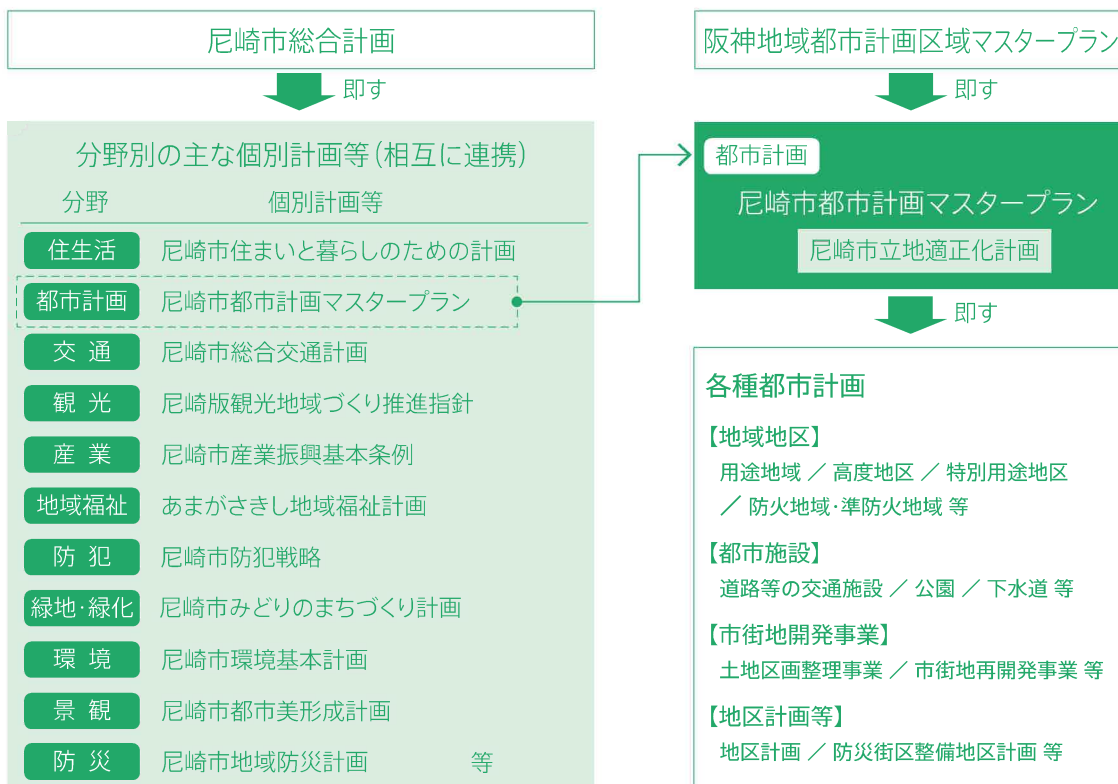 尼崎市総合計画
即す
分野別の主な個別計画等(相互に連携)
分野 個別計画等
住生活 尼崎市住まいと暮らしのための計画
都市計画 尼崎市都市計画マスタープラン
交通 尼崎市総合交通計画
観光 尼崎版観光地域づくり推進指針
産業 尼崎市産業振興基本条例
地域福祉 あまがさきし地域福祉計画
防犯 尼崎市防犯戦略
緑地・緑化 尼崎市みどりのまちづくり計画
環境 尼崎市環境基本計画
景観 尼崎市都市美形成計画
防災 尼崎市地域防災計画 等
阪神地域都市計画区域マスタープラン
即す
都市計画
尼崎市都市計画マスタープラン
尼崎市立地適正化計画
即す
各種都市計画
【地域地区】
用途地域 ／ 高度地区 ／ 特別用途地区
／ 防火地域・準防火地域 等
【都市施設】
道路等の交通施設 ／ 公園 ／ 下水道 等
【市街地開発事業】
土地区画整理事業 ／ 市街地再開発事業 等
【地区計画等】
地区計画 ／ 防災街区整備地区計画 等